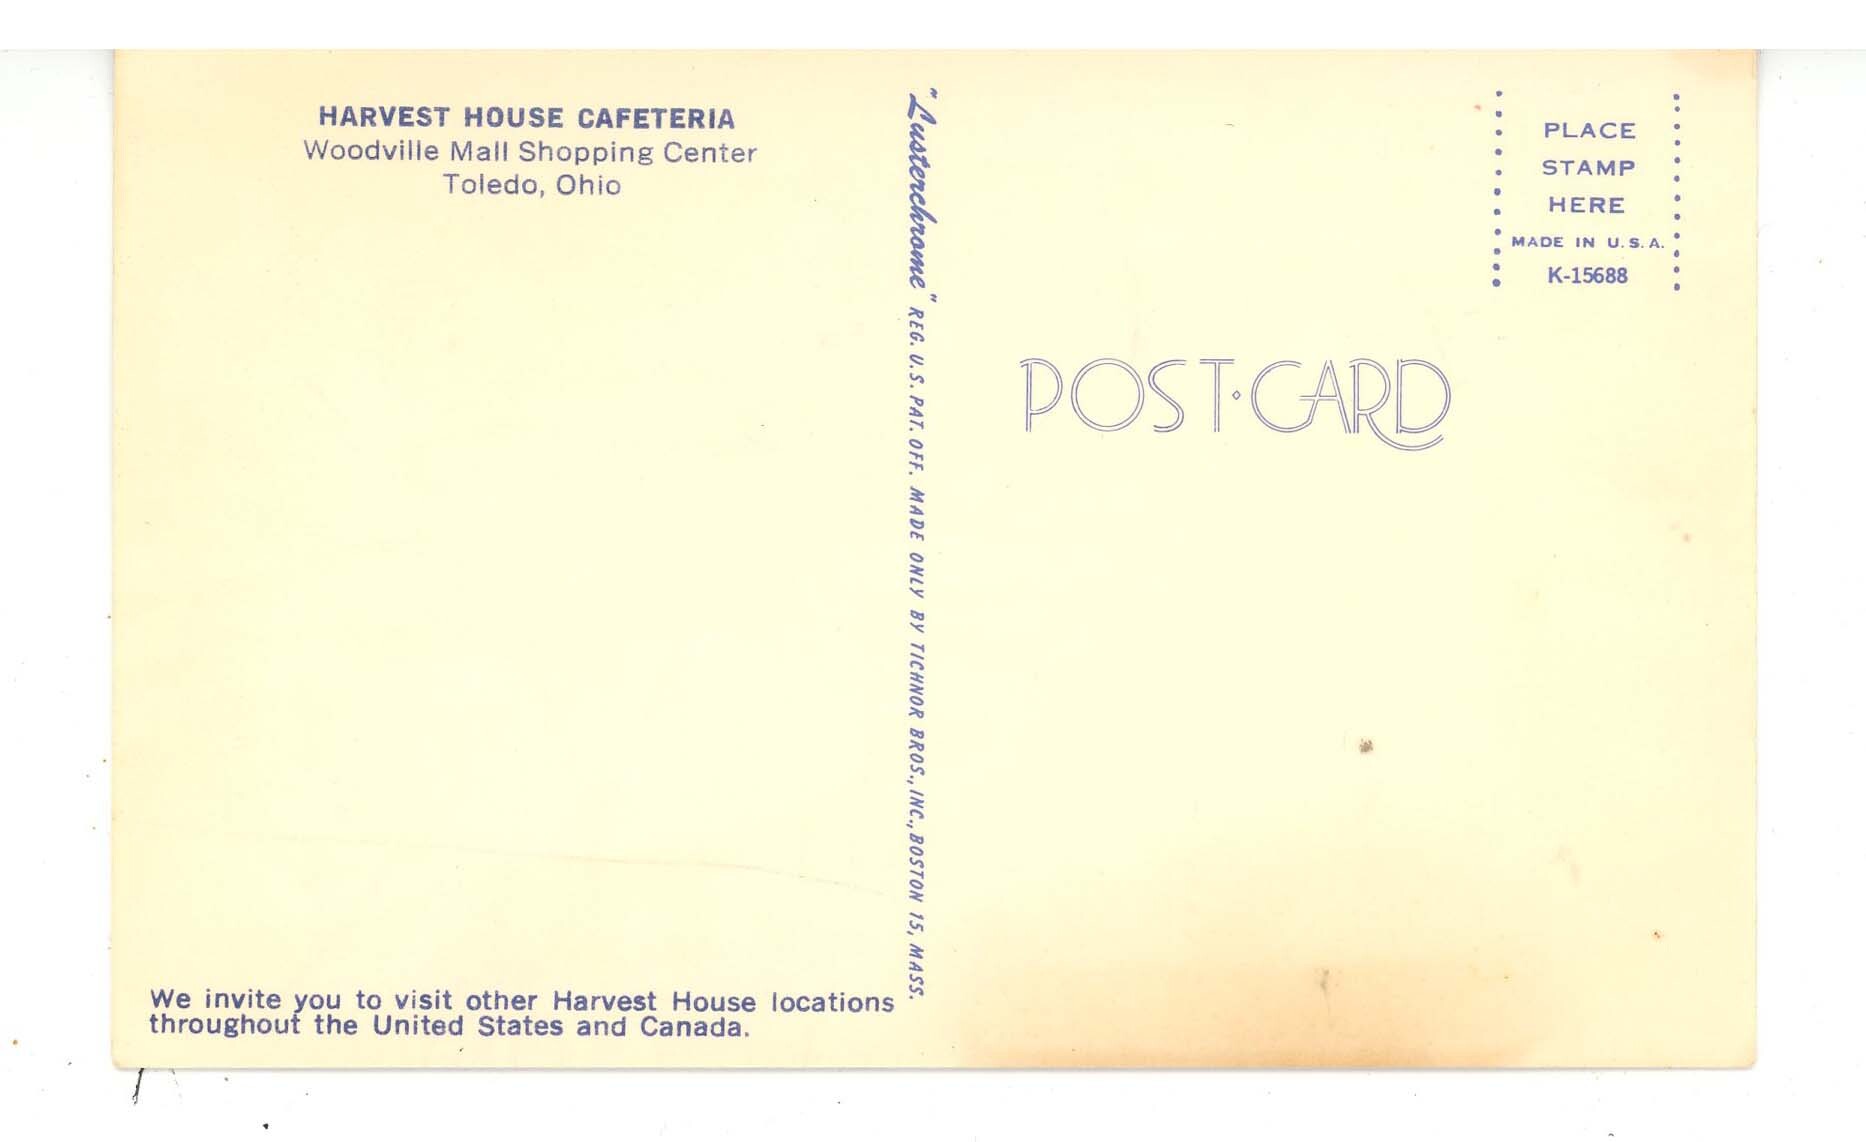 HARVEST HOUSE CAFETERIA
Woodville Mall Shopping Center
Toledo, Ohio
We invite you to visit other Harvest House locations
throughout the United States and Canada.
"Lusterchrome" REG. U.S. PAT. OFF. MADE ONLY BY TICHNOR BROS., INC., BOSTON 15, MASS.
PLACE
STAMP
HERE
MADE IN U.S.A.
K-15688
POST·CARD